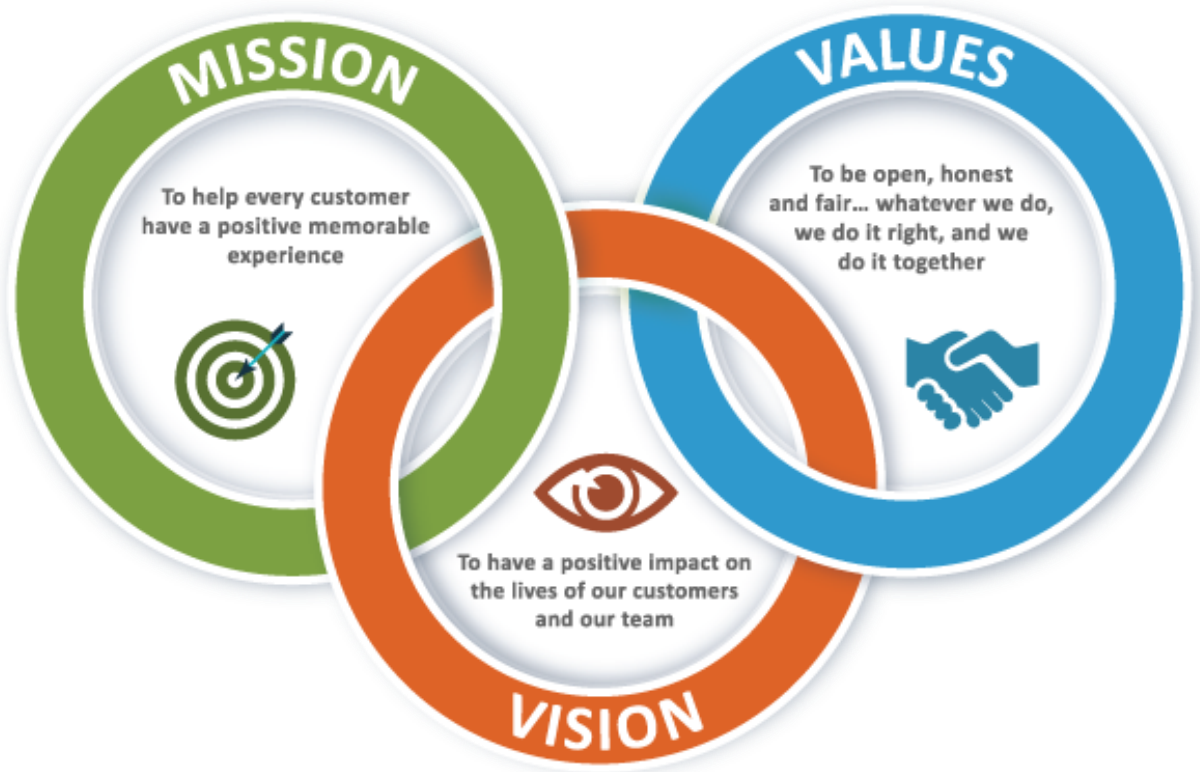 MISSION
To help every customer
have a positive memorable
experience
VALUES
To be open, honest
and fair... whatever we do,
we do it right, and we
do it together
To have a positive impact on
the lives of our customers
and our team
VISION